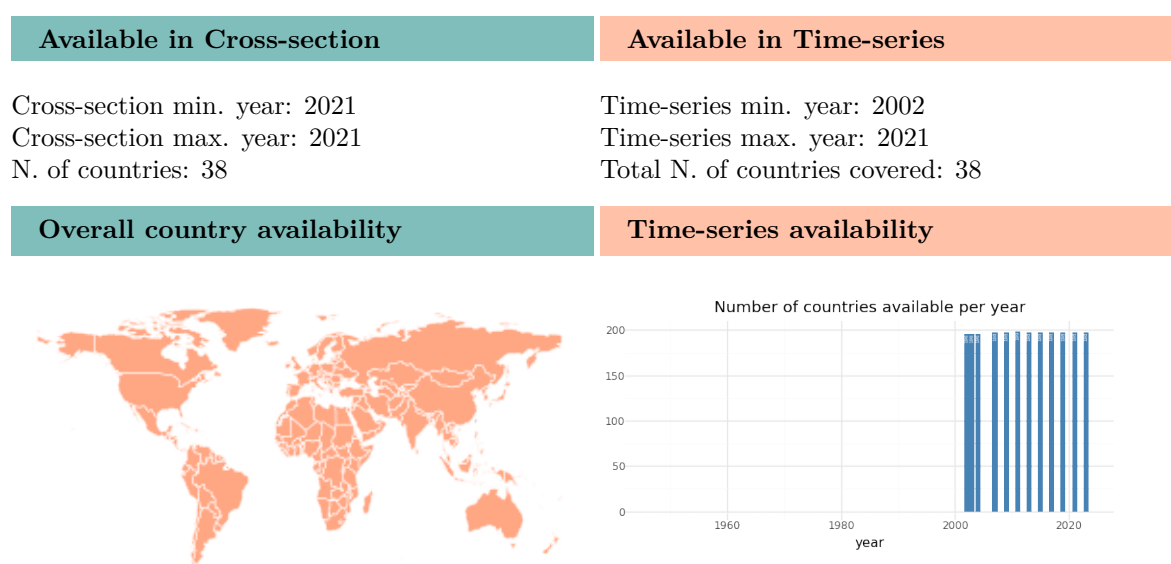 Available in Cross-section
Available in Time-series
Cross-section min. year: 2021
Cross-section max. year: 2021
N. of countries: 38
Time-series min. year: 2002
Time-series max. year: 2021
Total N. of countries covered: 38
Overall country availability
Time-series availability
Number of countries available per year
200
150
100
50
0
1960
1980
2000
2020
year